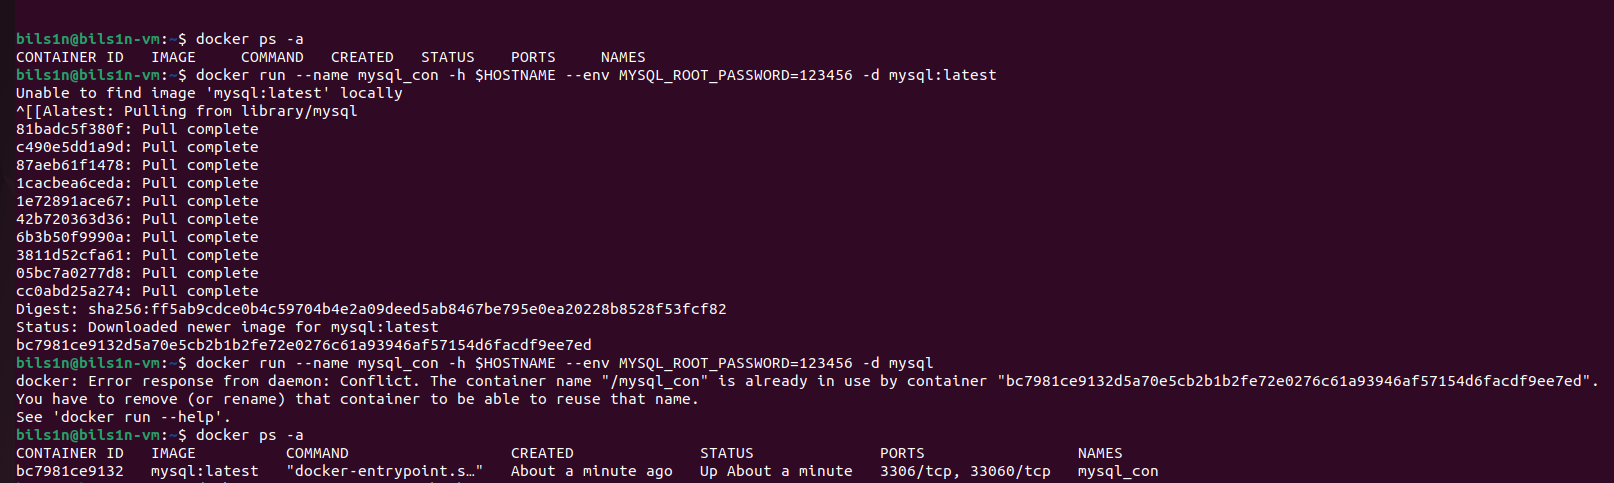 bils1n@bils1n-vm:~$ docker ps -a
CONTAINER ID   IMAGE     COMMAND   CREATED   STATUS    PORTS     NAMES
bils1n@bils1n-vm:~$ docker run --name mysql_con -h $HOSTNAME --env MYSQL_ROOT_PASSWORD=123456 -d mysql:latest
Unable to find image 'mysql:latest' locally
^[[Alatest: Pulling from library/mysql
81badc5f380f: Pull complete
c490e5dd1a9d: Pull complete
87aeb61f1478: Pull complete
1cacbea6ceda: Pull complete
1e72891ace67: Pull complete
42b720363d36: Pull complete
6b3b50f9990a: Pull complete
3811d52cfa61: Pull complete
05bc7a0277d8: Pull complete
cc0abd25a274: Pull complete
Digest: sha256:ff5ab9cdce0b4c59704b4e2a09deed5ab8467be795e0ea20228b8528f53fcf82
Status: Downloaded newer image for mysql:latest
bc7981ce9132d5a70e5cb2b1b2fe72e0276c61a93946af57154d6facdf9ee7ed
bils1n@bils1n-vm:~$ docker run --name mysql_con -h $HOSTNAME --env MYSQL_ROOT_PASSWORD=123456 -d mysql
docker: Error response from daemon: Conflict. The container name "/mysql_con" is already in use by container "bc7981ce9132d5a70e5cb2b1b2fe72e0276c61a93946af57154d6facdf9ee7ed".
You have to remove (or rename) that container to be able to reuse that name.
See 'docker run --help'.
bils1n@bils1n-vm:~$ docker ps -a
CONTAINER ID   IMAGE          COMMAND                  CREATED              STATUS              PORTS                 NAMES
bc7981ce9132   mysql:latest   "docker-entrypoint.s…"   About a minute ago   Up About a minute   3306/tcp, 33060/tcp   mysql_con